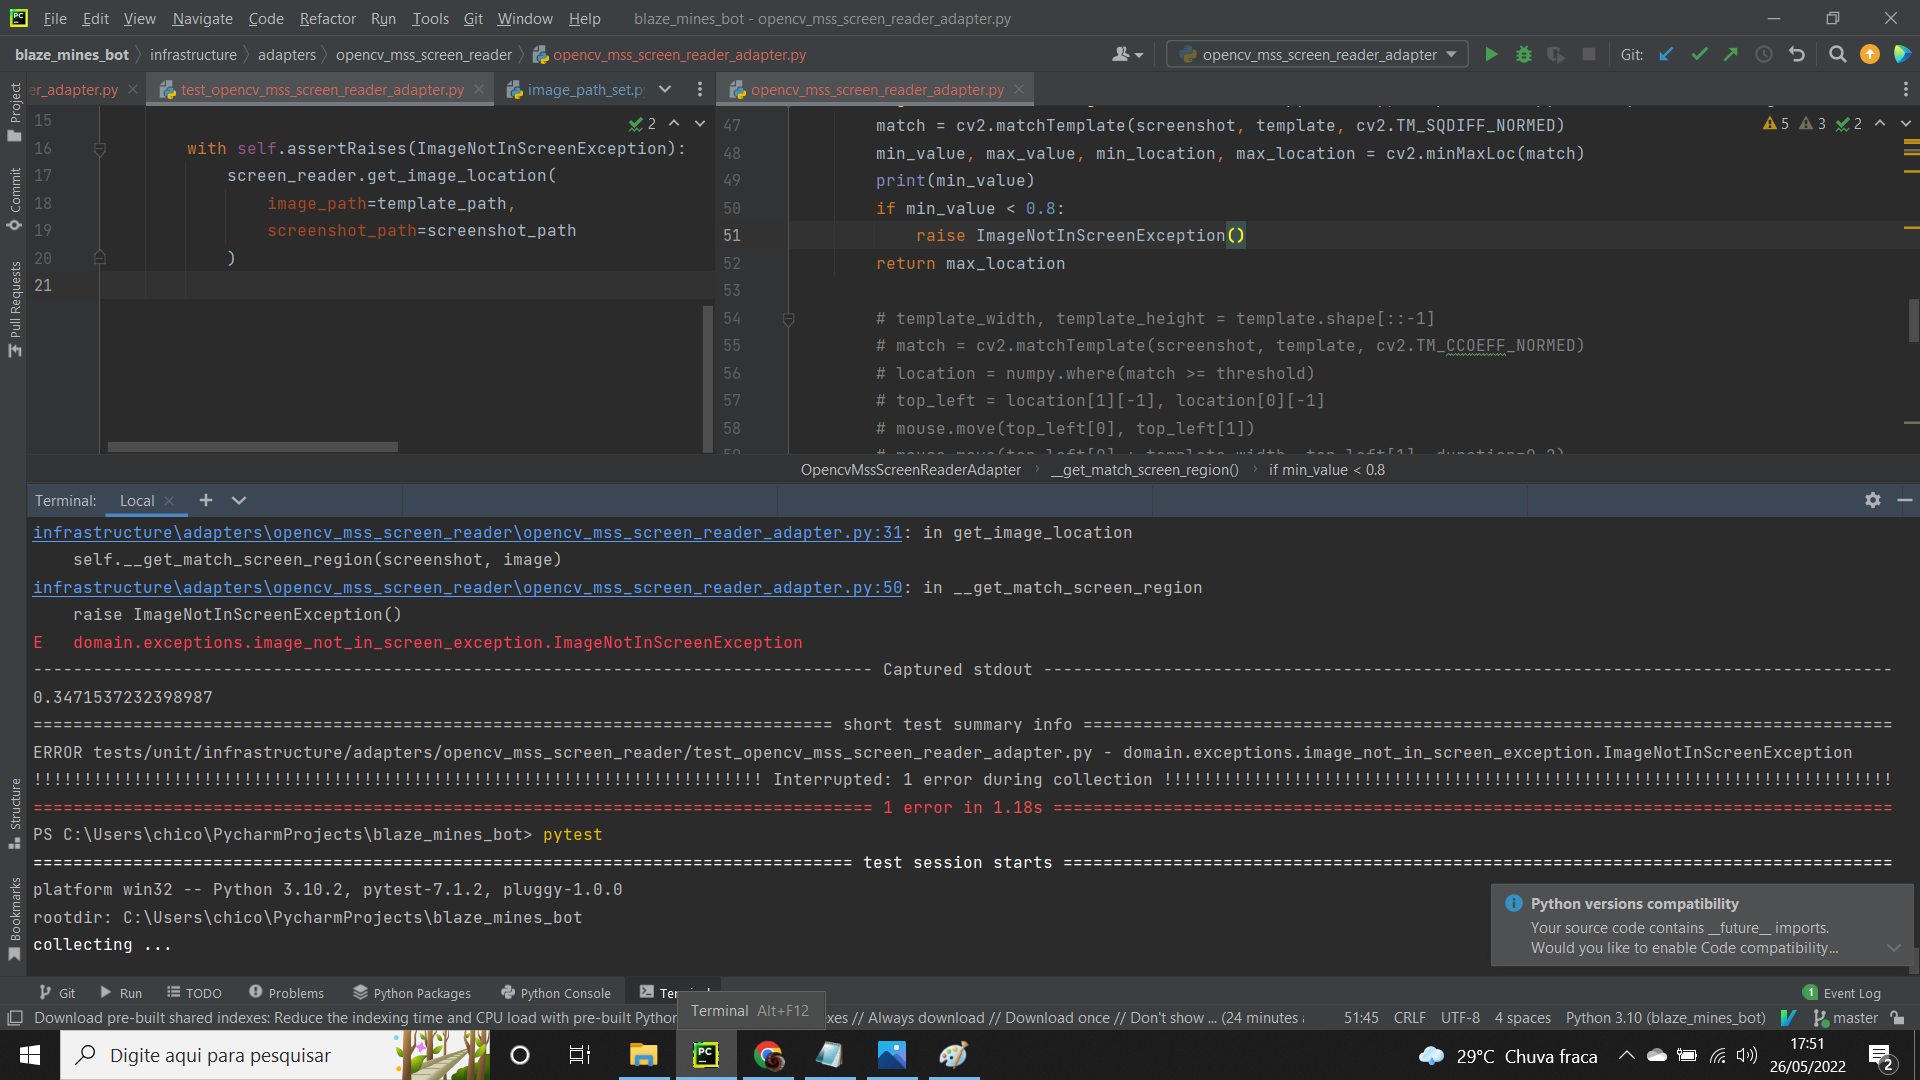 File Edit View Navigate Code Refactor Run Tools Git Window Help blaze_mines_bot - opencv_mss_screen_reader_adapter.py
blaze_mines_bot infrastructure adapters opencv_mss_screen_reader opencv_mss_screen_reader_adapter.py opencv_mss_screen_reader_adapter Git:
er_adapter.py test_opencv_mss_screen_reader_adapter.py image_path_set.p opencv_mss_screen_reader_adapter.py
Project
Commit
Pull Requests
Structure
Bookmarks
15
16 with self.assertRaises(ImageNotInScreenException):
17 screen_reader.get_image_location(
18 image_path=template_path,
19 screenshot_path=screenshot_path
20 )
21
2
47 match = cv2.matchTemplate(screenshot, template, cv2.TM_SQDIFF_NORMED)
48 min_value, max_value, min_location, max_location = cv2.minMaxLoc(match)
49 print(min_value)
50 if min_value < 0.8:
51 raise ImageNotInScreenException()
52 return max_location
53
54 # template_width, template_height = template.shape[::-1]
55 # match = cv2.matchTemplate(screenshot, template, cv2.TM_CCOEFF_NORMED)
56 # location = numpy.where(match >= threshold)
57 # top_left = location[1][-1], location[0][-1]
58 # mouse.move(top_left[0], top_left[1])
5 3 2
OpencvMssScreenReaderAdapter __get_match_screen_region() if min_value < 0.8
Terminal: Local
infrastructure\adapters\opencv_mss_screen_reader\opencv_mss_screen_reader_adapter.py:31: in get_image_location
self.__get_match_screen_region(screenshot, image)
infrastructure\adapters\opencv_mss_screen_reader\opencv_mss_screen_reader_adapter.py:50: in __get_match_screen_region
raise ImageNotInScreenException()
E domain.exceptions.image_not_in_screen_exception.ImageNotInScreenException
------------------------------------------------------------------------------------ Captured stdout -------------------------------------------------------------------------------------
0.3471537232398987
================================================================================ short test summary info =================================================================================
ERROR tests/unit/infrastructure/adapters/opencv_mss_screen_reader/test_opencv_mss_screen_reader_adapter.py - domain.exceptions.image_not_in_screen_exception.ImageNotInScreenException
!!!!!!!!!!!!!!!!!!!!!!!!!!!!!!!!!!!!!!!!!!!!!!!!!!!!!!!!!!!!!!!!!!!!!!!!! Interrupted: 1 error during collection !!!!!!!!!!!!!!!!!!!!!!!!!!!!!!!!!!!!!!!!!!!!!!!!!!!!!!!!!!!!!!!!!!!!!!!!!
==================================================================================== 1 error in 1.18s ====================================================================================
PS C:\Users\chico\PycharmProjects\blaze_mines_bot> pytest
================================================================================== test session starts ===================================================================================
platform win32 -- Python 3.10.2, pytest-7.1.2, pluggy-1.0.0
rootdir: C:\Users\chico\PycharmProjects\blaze_mines_bot
collecting ...
Python versions compatibility
Your source code contains __future__ imports.
Would you like to enable Code compatibility...
Git Run TODO Problems Python Packages Python Console Terminal 1 Event Log
Terminal Alt+F12
Download pre-built shared indexes: Reduce the indexing time and CPU load with pre-built Python xes // Always download // Download once // Don't show ... (24 minutes 51:45 CRLF UTF-8 4 spaces Python 3.10 (blaze_mines_bot) master
Digite aqui para pesquisar PC 29°C Chuva fraca 17:51
26/05/2022 2